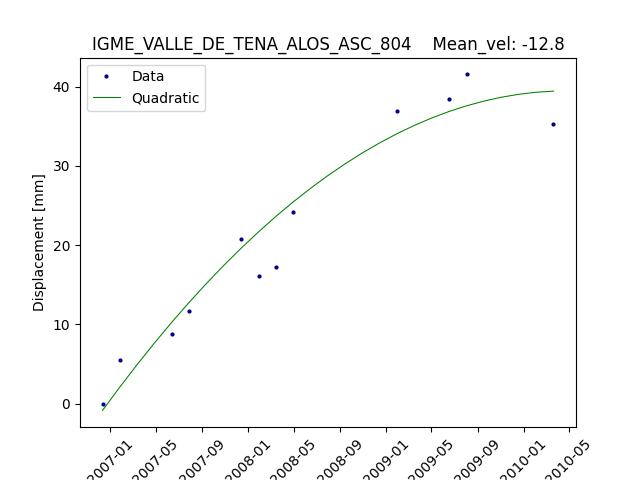 IGME_VALLE_DE_TENA_ALOS_ASC_804 Mean_vel: -12.8
Data
Quadratic
Displacement [mm]
40
30
20
10
0
2007-01 2007-05 2007-09 2008-01 2008-05 2008-09 2009-01 2009-05 2009-09 2010-01 2010-05